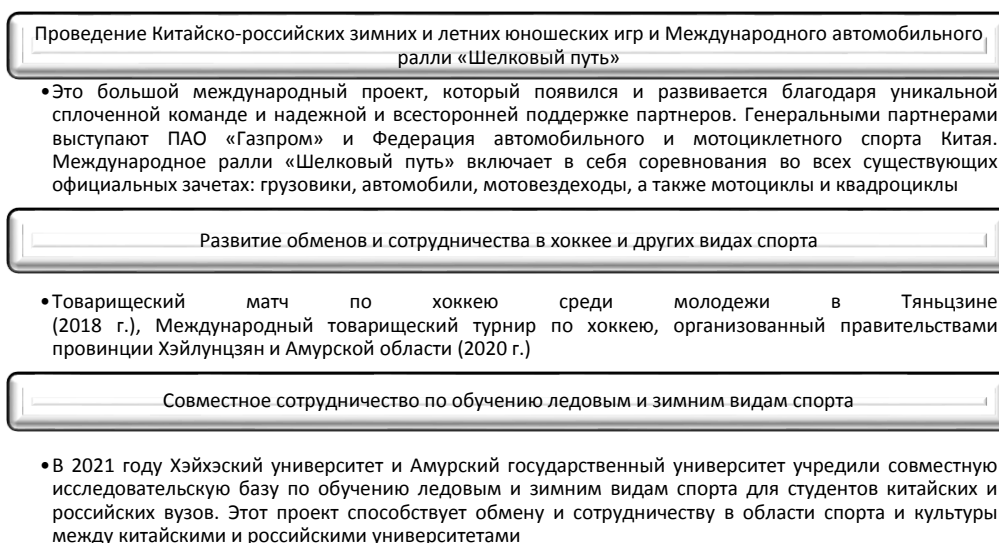 Проведение Китайско-российских зимних и летних юношеских игр и Международного автомобильного
ралли «Шелковый путь»
•Это большой международный проект, который появился и развивается благодаря уникальной
сплоченной команде и надежной и всесторонней поддержке партнеров. Генеральными партнерами
выступают ПАО «Газпром» и Федерация автомобильного и мотоциклетного спорта Китая.
Международное ралли «Шелковый путь» включает в себя соревнования во всех существующих
официальных зачетах: грузовики, автомобили, мотовездеходы, а также мотоциклы и квадроциклы
Развитие обменов и сотрудничества в хоккее и других видах спорта
•Товарищеский матч по хоккею среди молодежи в Тяньцзине
(2018 г.), Международный товарищеский турнир по хоккею, организованный правительствами
провинции Хэйлунцзян и Амурской области (2020 г.)
Совместное сотрудничество по обучению ледовым и зимним видам спорта
•В 2021 году Хэйхэский университет и Амурский государственный университет учредили совместную
исследовательскую базу по обучению ледовым и зимним видам спорта для студентов китайских и
российских вузов. Этот проект способствует обмену и сотрудничеству в области спорта и культуры
между китайскими и российскими университетами